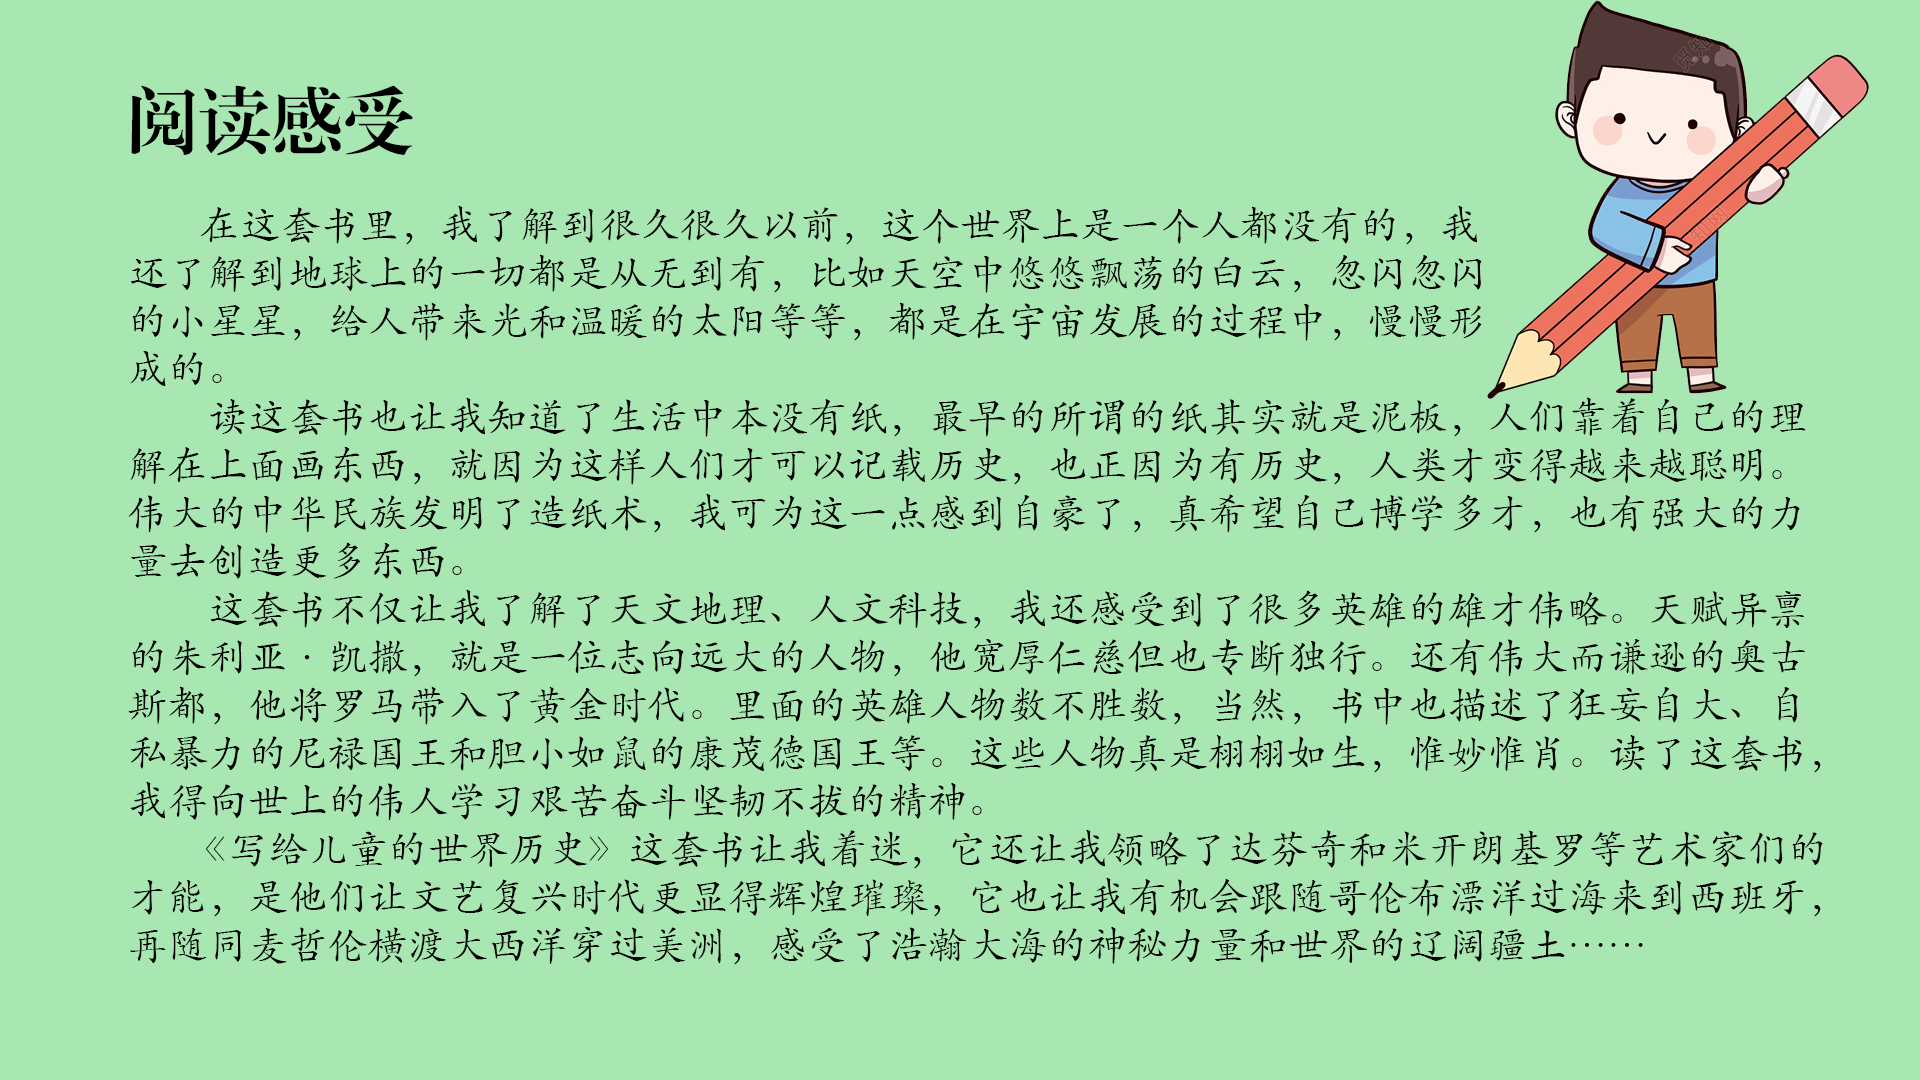 阅读感受
在这套书里，我了解到很久很久以前，这个世界上是一个人都没有的，我
还了解到地球上的一切都是从无到有，比如天空中悠悠飘荡的白云，忽闪忽闪
的小星星，给人带来光和温暖的太阳等等，都是在宇宙发展的过程中，慢慢形
成的。
读这套书也让我知道了生活中本没有纸，最早的所谓的纸其实就是泥板，人们靠着自己的理
解在上面画东西，就因为这样人们才可以记载历史，也正因为有历史，人类才变得越来越聪明。
伟大的中华民族发明了造纸术，我可为这一点感到自豪了，真希望自己博学多才，也有强大的力
量去创造更多东西。
这套书不仅让我了解了天文地理、人文科技，我还感受到了很多英雄的雄才伟略。天赋异禀
的朱利亚·凯撒，就是一位志向远大的人物，他宽厚仁慈但也专断独行。还有伟大而谦逊的奥古
斯都，他将罗马带入了黄金时代。里面的英雄人物数不胜数，当然，书中也描述了狂妄自大、自
私暴力的尼禄国王和胆小如鼠的康茂德国王等。这些人物真是栩栩如生，惟妙惟肖。读了这套书，
我得向世上的伟人学习艰苦奋斗坚韧不拔的精神。
《写给儿童的世界历史》这套书让我着迷，它还让我领略了达芬奇和米开朗基罗等艺术家们的
才能，是他们让文艺复兴时代更显得辉煌璀璨，它也让我有机会跟随哥伦布漂洋过海来到西班牙，
再随同麦哲伦横渡大西洋穿过美洲，感受了浩瀚大海的神秘力量和世界的辽阔疆土……